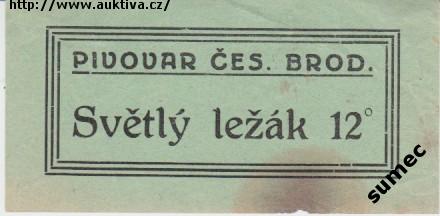 http://www.auktiva.cz/
PIVOVAR ČES. BROD.
Světlý ležák 12°
sumec